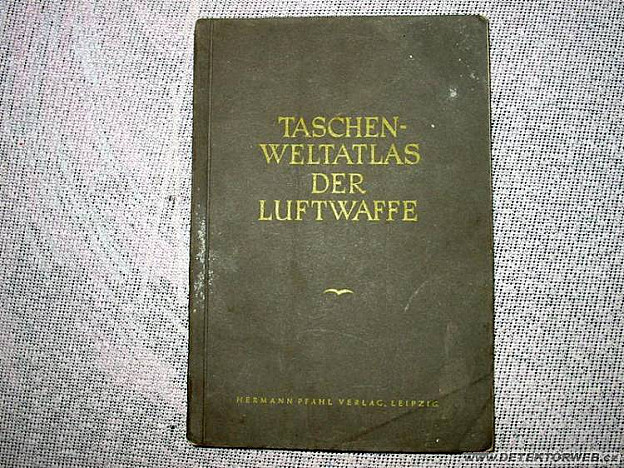 TASCHEN-
WELTATLAS
DER
LUFTWAFFE
HERMANN PFAHL VERLAG, LEIPZIG
WWW.DETEKTORWEB.cz